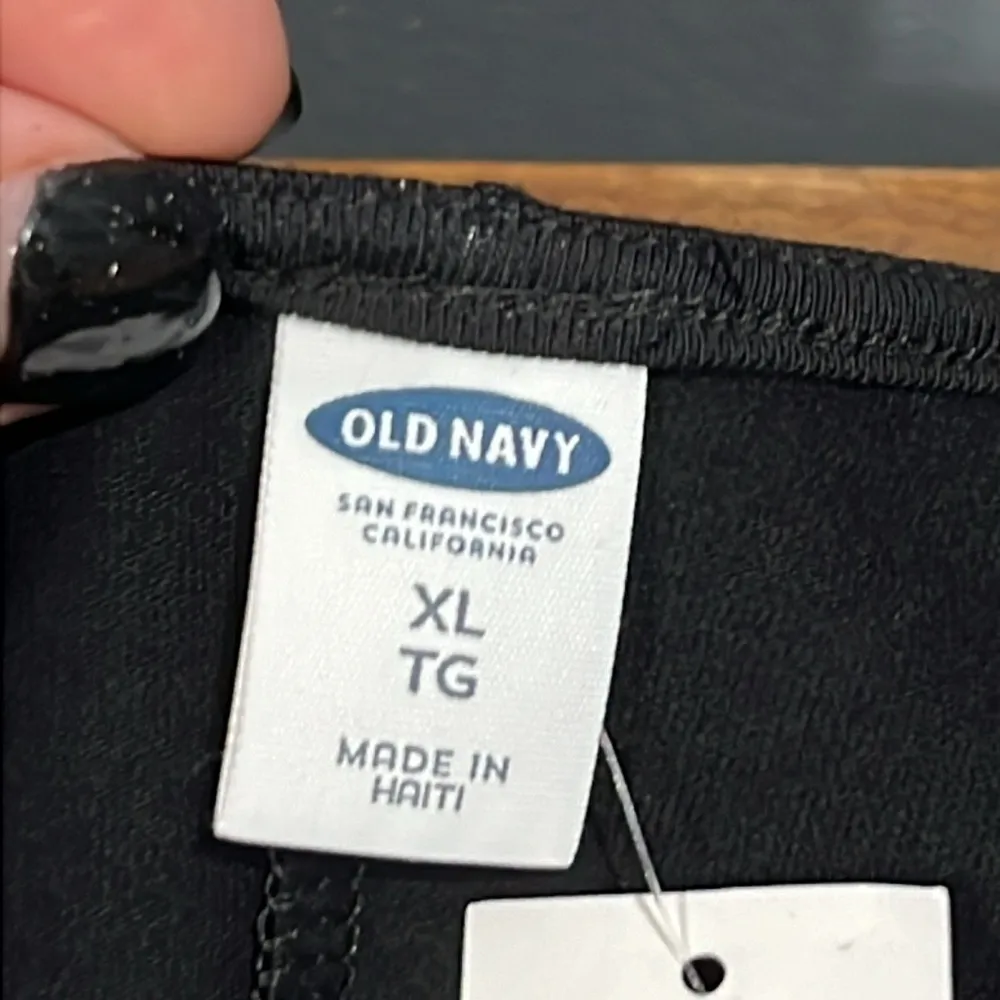 OLD NAVY
SAN FRANCISCO
CALIFORNIA
XL
TG
MADE IN
HAITI